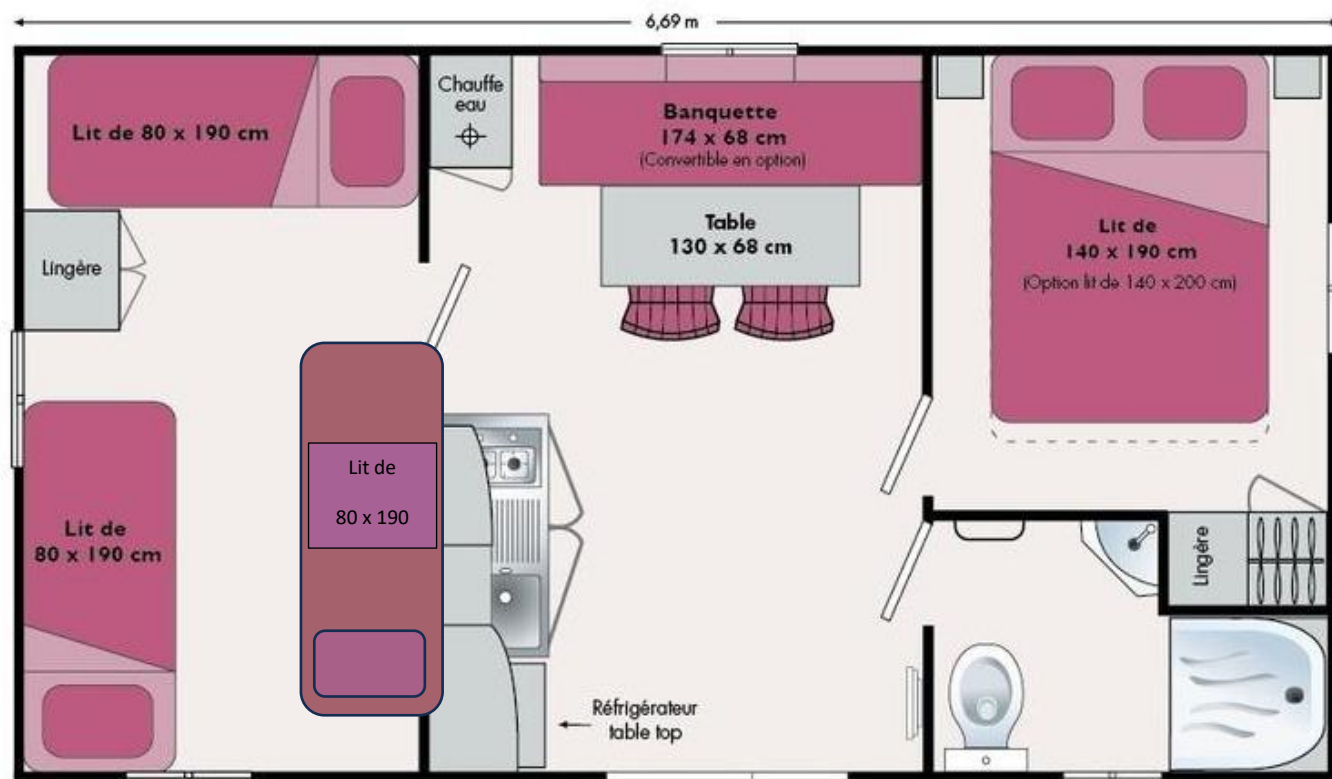 6,69 m
Lit de 80 x 190 cm
Chauffe
eau
Banquette
174 x 68 cm
(Convertible en option)
Table
130 x 68 cm
Lit de
140 x 190 cm
(Option lit de 140 x 200 cm)
Lingère
Lit de
80 x 190
Lit de
80 x 190 cm
Lingère
Réfrigérateur
table top